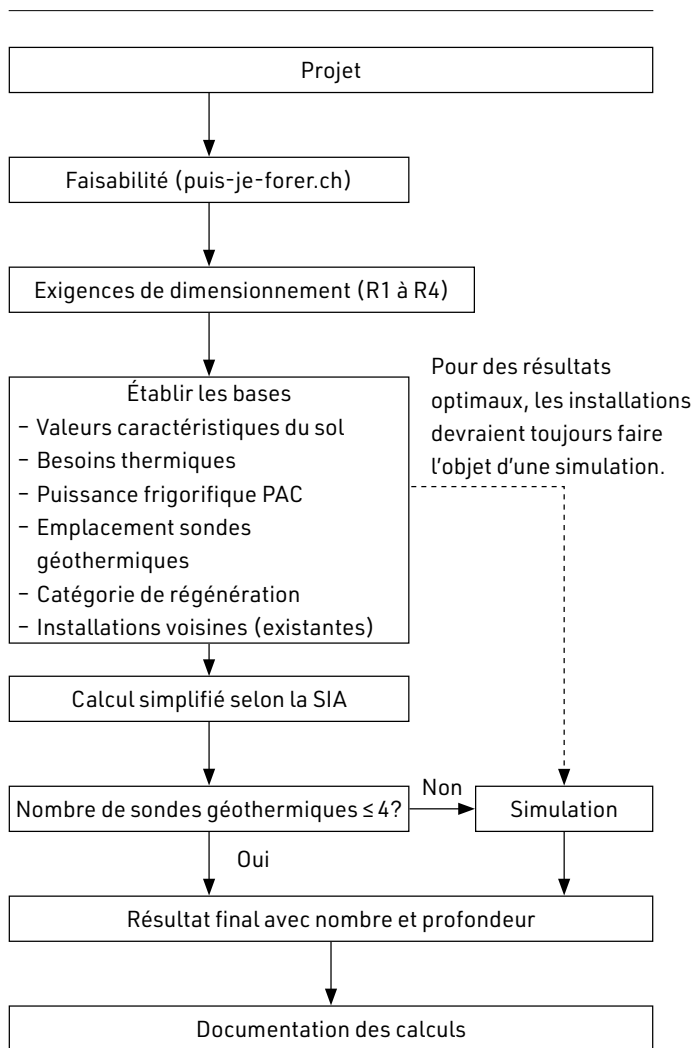 Projet
Faisabilité (puis-je-forer.ch)
Exigences de dimensionnement (R1 à R4)
Établir les bases
– Valeurs caractéristiques du sol
– Besoins thermiques
– Puissance frigorifique PAC
– Emplacement sondes
géothermiques
– Catégorie de régénération
– Installations voisines (existantes)
Pour des résultats
optimaux, les installations
devraient toujours faire
l'objet d'une simulation.
Calcul simplifié selon la SIA
Nombre de sondes géothermiques ≤ 4?
Non
Simulation
Oui
Résultat final avec nombre et profondeur
Documentation des calculs